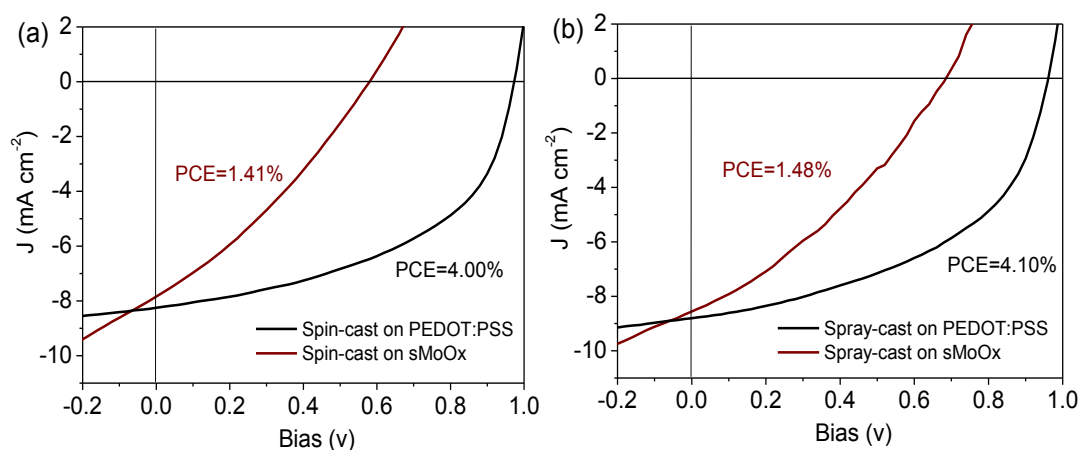 (a)
2
0
-2
-4
-6
-8
-10
J (mA cm-2)
PCE=1.41%
PCE=4.00%
Spin-cast on PEDOT:PSS
Spin-cast on sMoOx
-0.2 0.0 0.2 0.4 0.6 0.8 1.0
Bias (v)
(b)
2
0
-2
-4
-6
-8
-10
J (mA cm-2)
PCE=1.48%
PCE=4.10%
Spray-cast on PEDOT:PSS
Spray-cast on sMoOx
-0.2 0.0 0.2 0.4 0.6 0.8 1.0
Bias (v)